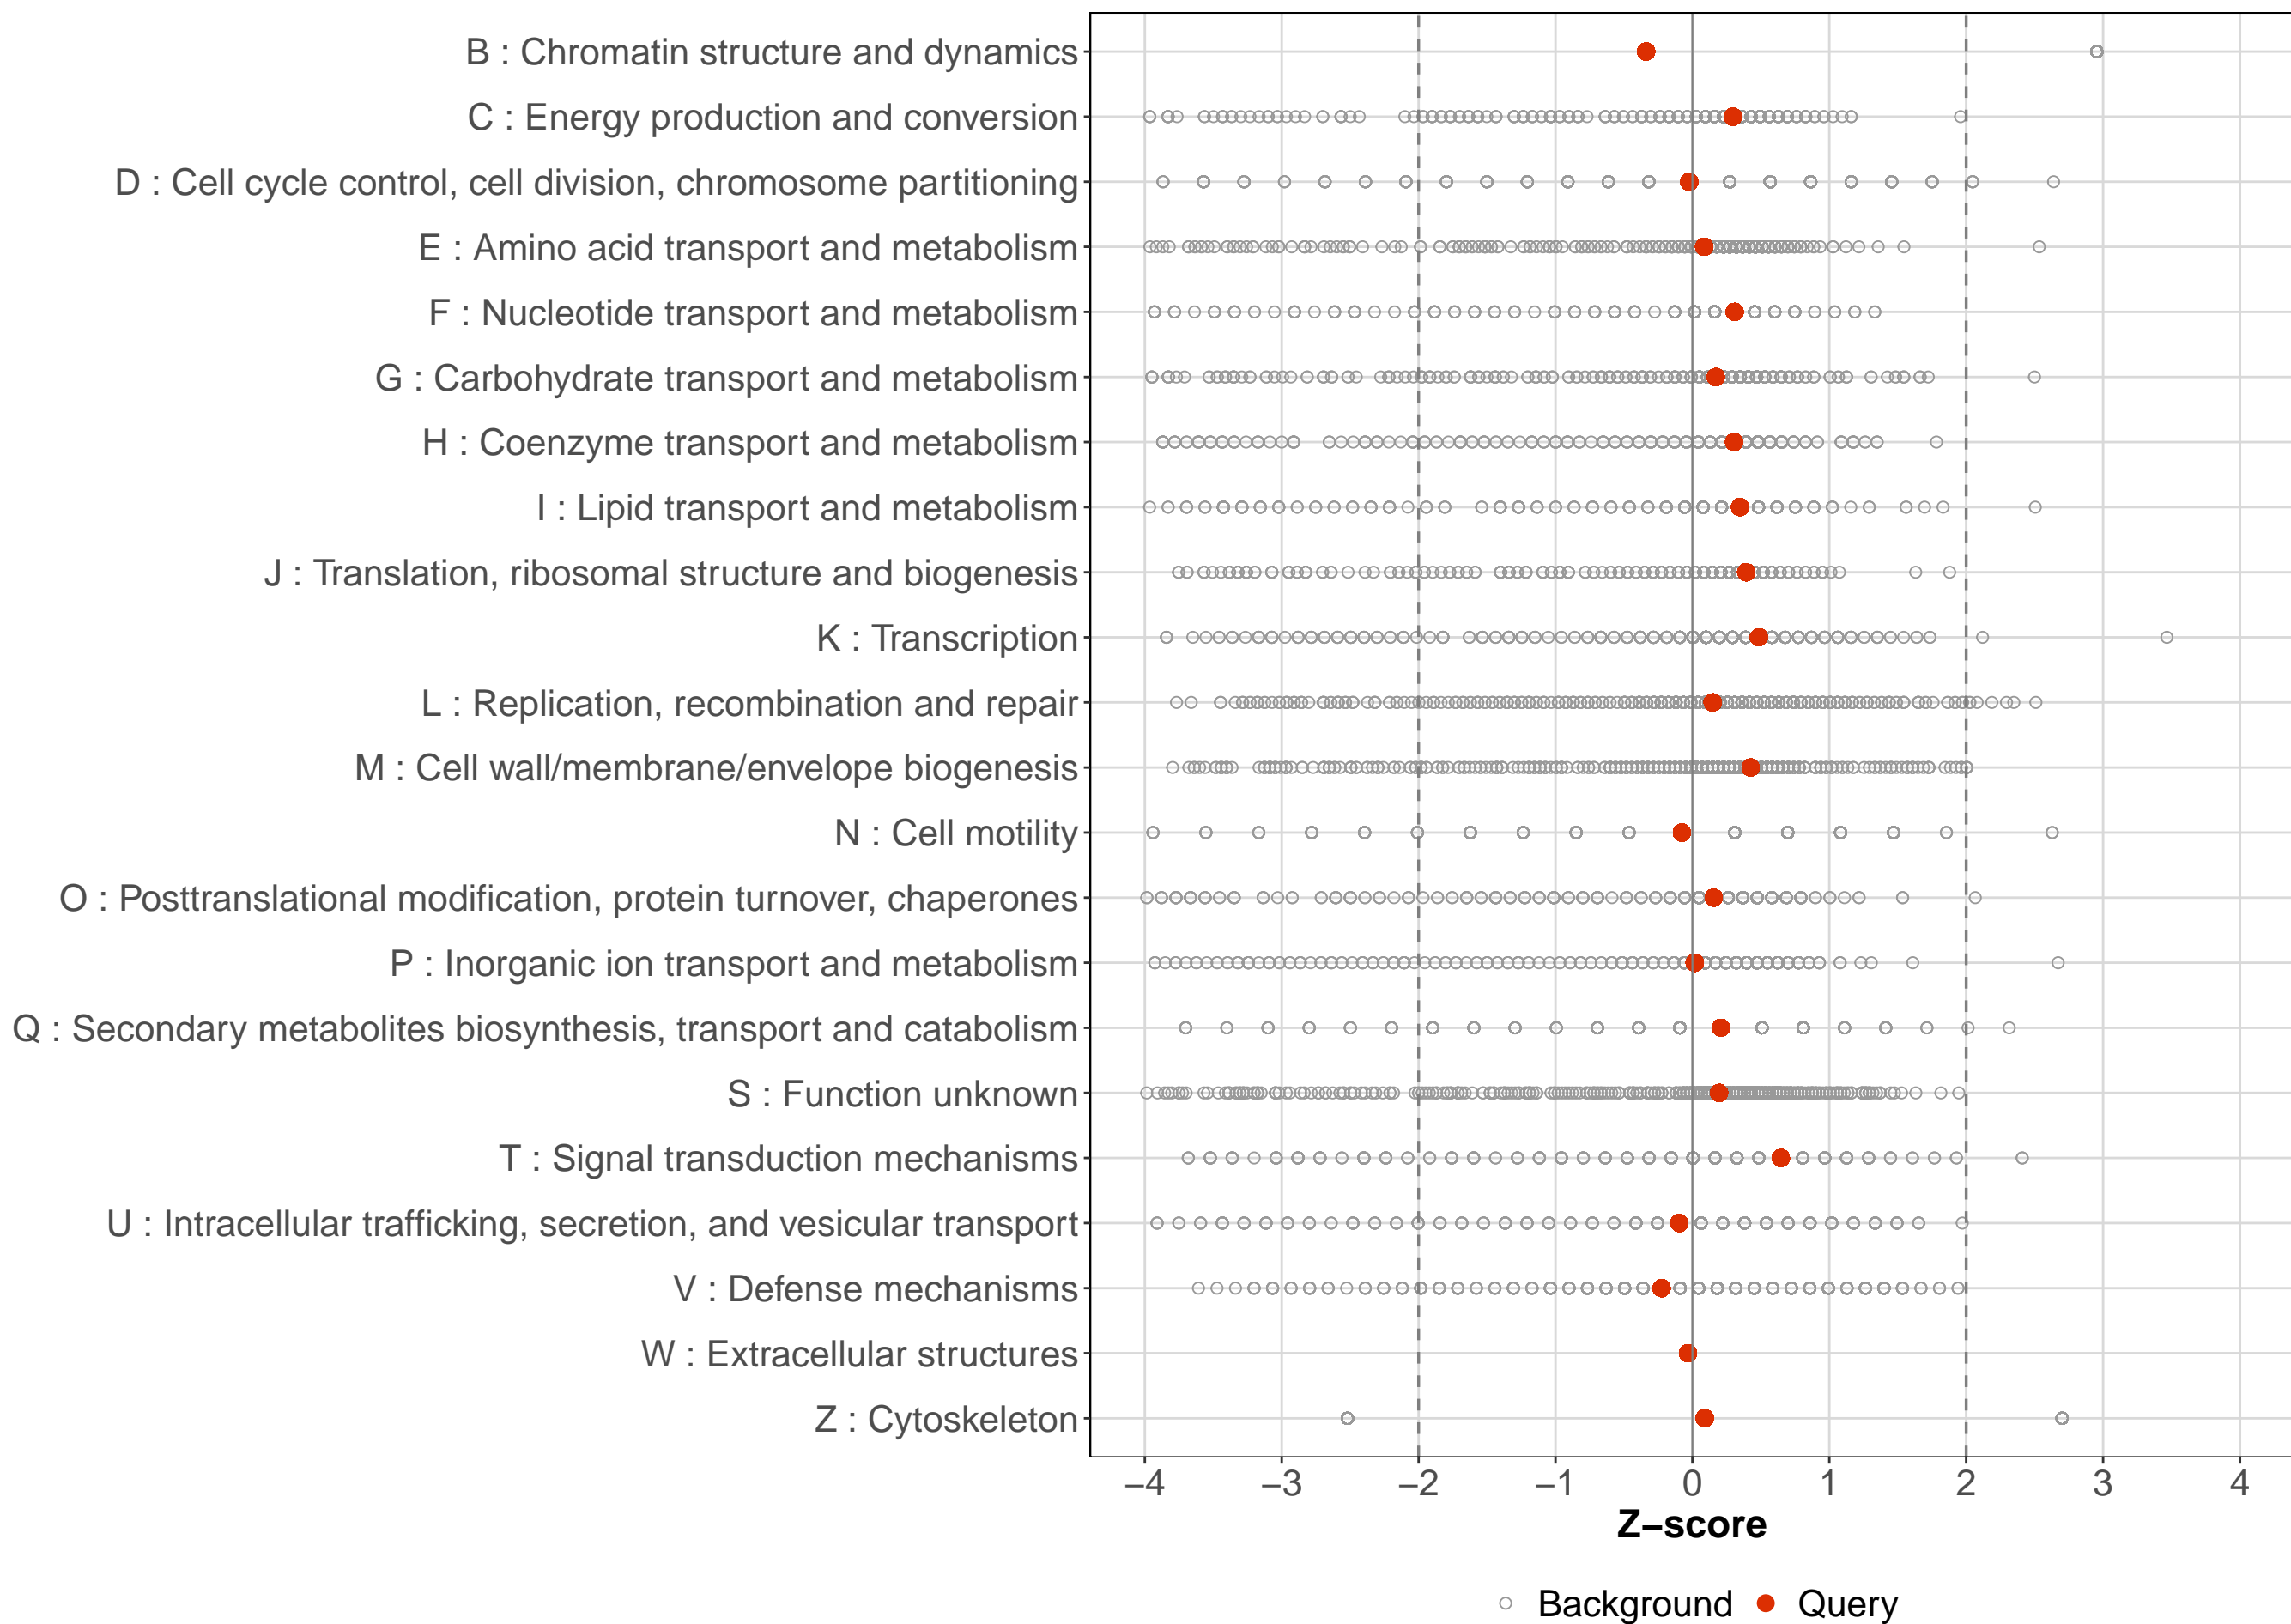 B : Chromatin structure and dynamics
C : Energy production and conversion
D : Cell cycle control, cell division, chromosome partitioning
E : Amino acid transport and metabolism
F : Nucleotide transport and metabolism
G : Carbohydrate transport and metabolism
H : Coenzyme transport and metabolism
I : Lipid transport and metabolism
J : Translation, ribosomal structure and biogenesis
K : Transcription
L : Replication, recombination and repair
M : Cell wall/membrane/envelope biogenesis
N : Cell motility
O : Posttranslational modification, protein turnover, chaperones
P : Inorganic ion transport and metabolism
Q : Secondary metabolites biosynthesis, transport and catabolism
S : Function unknown
T : Signal transduction mechanisms
U : Intracellular trafficking, secretion, and vesicular transport
V : Defense mechanisms
W : Extracellular structures
Z : Cytoskeleton
−4 −3 −2 −1 0 1 2 3 4
Z−score
Background Query